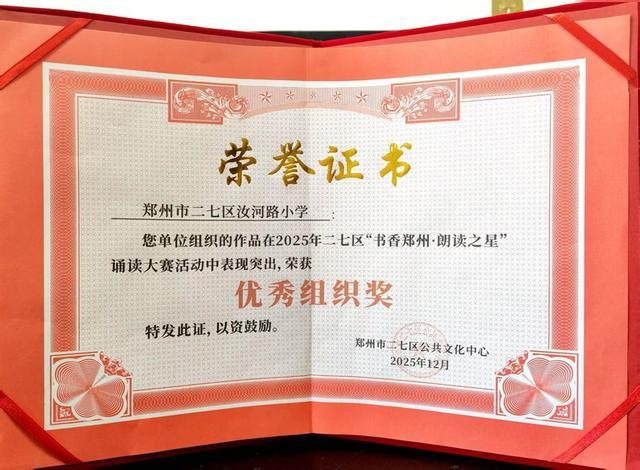 荣誉证书
郑州市二七区汝河路小学：
您单位组织的作品在2025年二七区“书香郑州·朗读之星”
诵读大赛活动中表现突出，荣获
优秀组织奖
特发此证，以资鼓励。
郑州市二七区公共文化中心
2025年12月